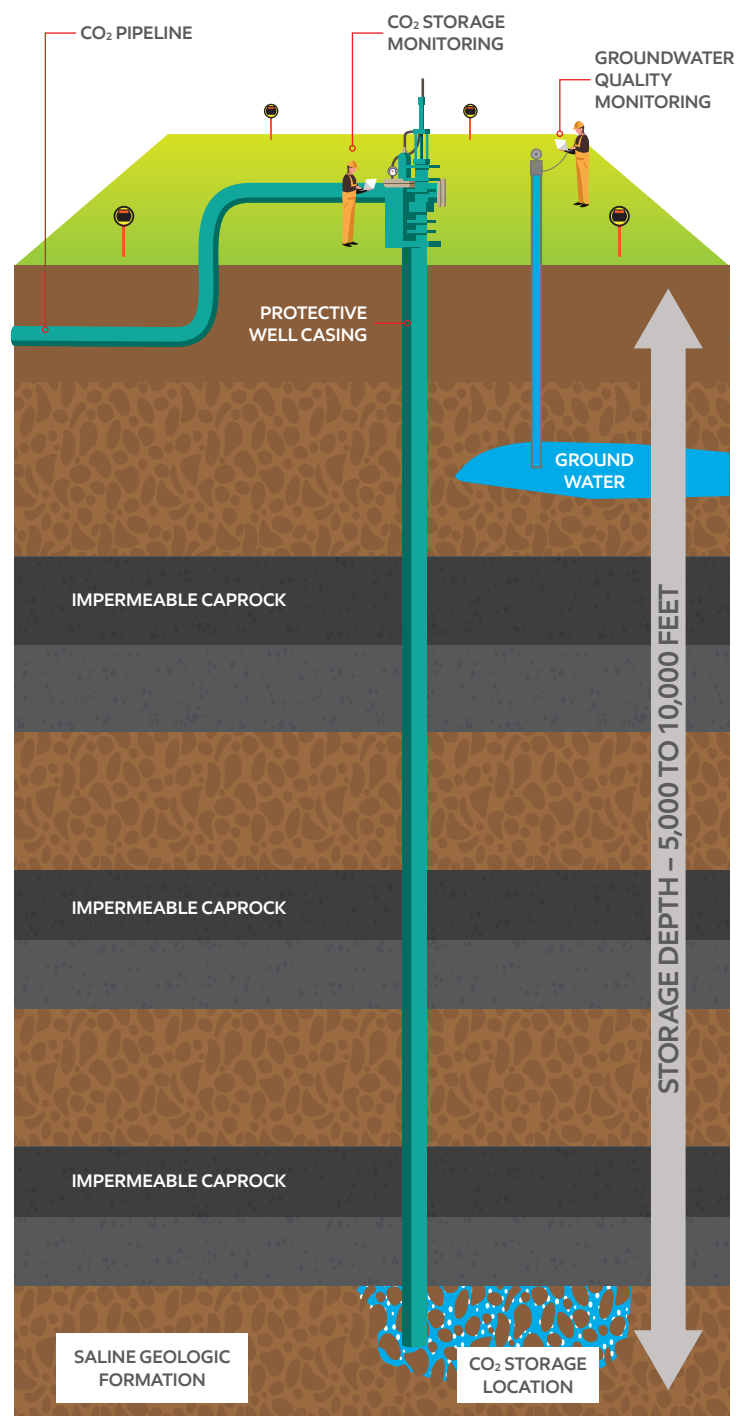 CO₂ PIPELINE
CO₂ STORAGE
MONITORING
GROUNDWATER
QUALITY
MONITORING
PROTECTIVE
WELL CASING
GROUND
WATER
IMPERMEABLE CAPROCK
STORAGE DEPTH – 5,000 TO 10,000 FEET
IMPERMEABLE CAPROCK
IMPERMEABLE CAPROCK
SALINE GEOLOGIC
FORMATION
CO₂ STORAGE
LOCATION